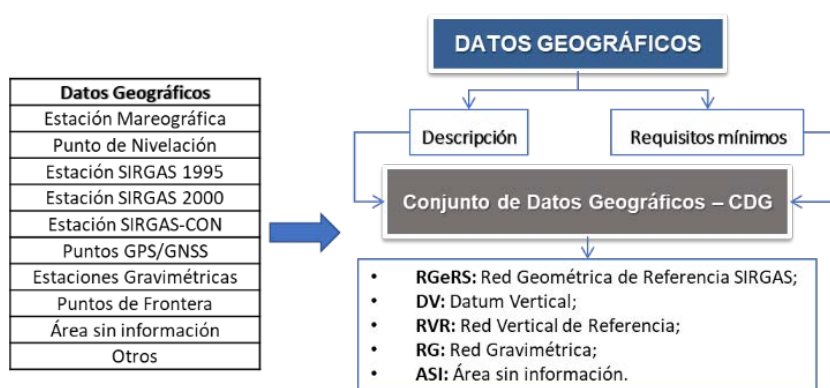 Datos Geográficos
Estación Mareográfica
Punto de Nivelación
Estación SIRGAS 1995
Estación SIRGAS 2000
Estación SIRGAS-CON
Puntos GPS/GNSS
Estaciones Gravimétricas
Puntos de Frontera
Área sin información
Otros
DATOS GEOGRÁFICOS
Descripción
Requisitos mínimos
Conjunto de Datos Geográficos – CDG
• RGeRS: Red Geométrica de Referencia SIRGAS;
• DV: Datum Vertical;
• RVR: Red Vertical de Referencia;
• RG: Red Gravimétrica;
• ASI: Área sin información.